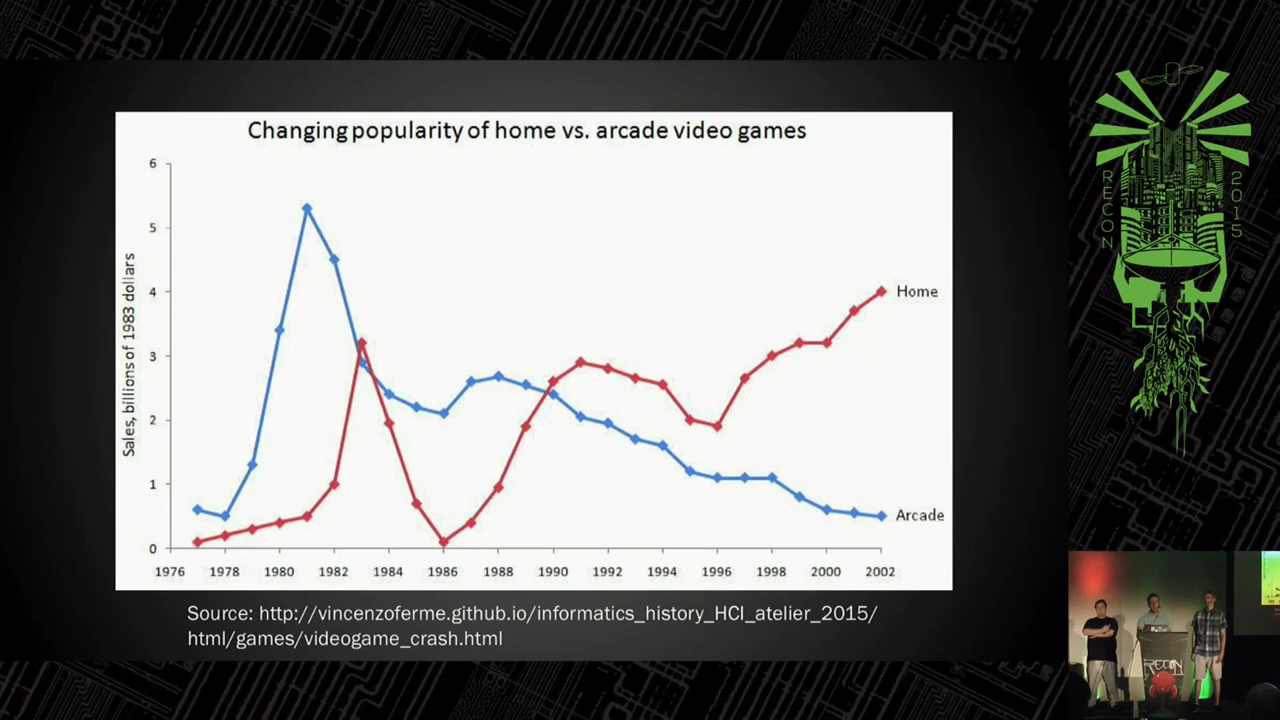 Changing popularity of home vs. arcade video games
Sales, billions of 1983 dollars
6
5
4
3
2
1
0
1976 1978 1980 1982 1984 1986 1988 1990 1992 1994 1996 1998 2000 2002
Home
Arcade
Source: http://vincenzoferme.github.io/informatics_history_HCI_atelier_2015/
html/games/videogame_crash.html
RECON
2015
RECON